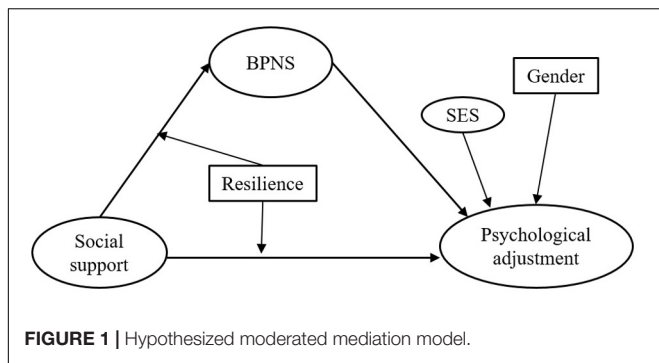 BPNS
Gender
SES
Resilience
Social
support
Psychological
adjustment
FIGURE 1 | Hypothesized moderated mediation model.